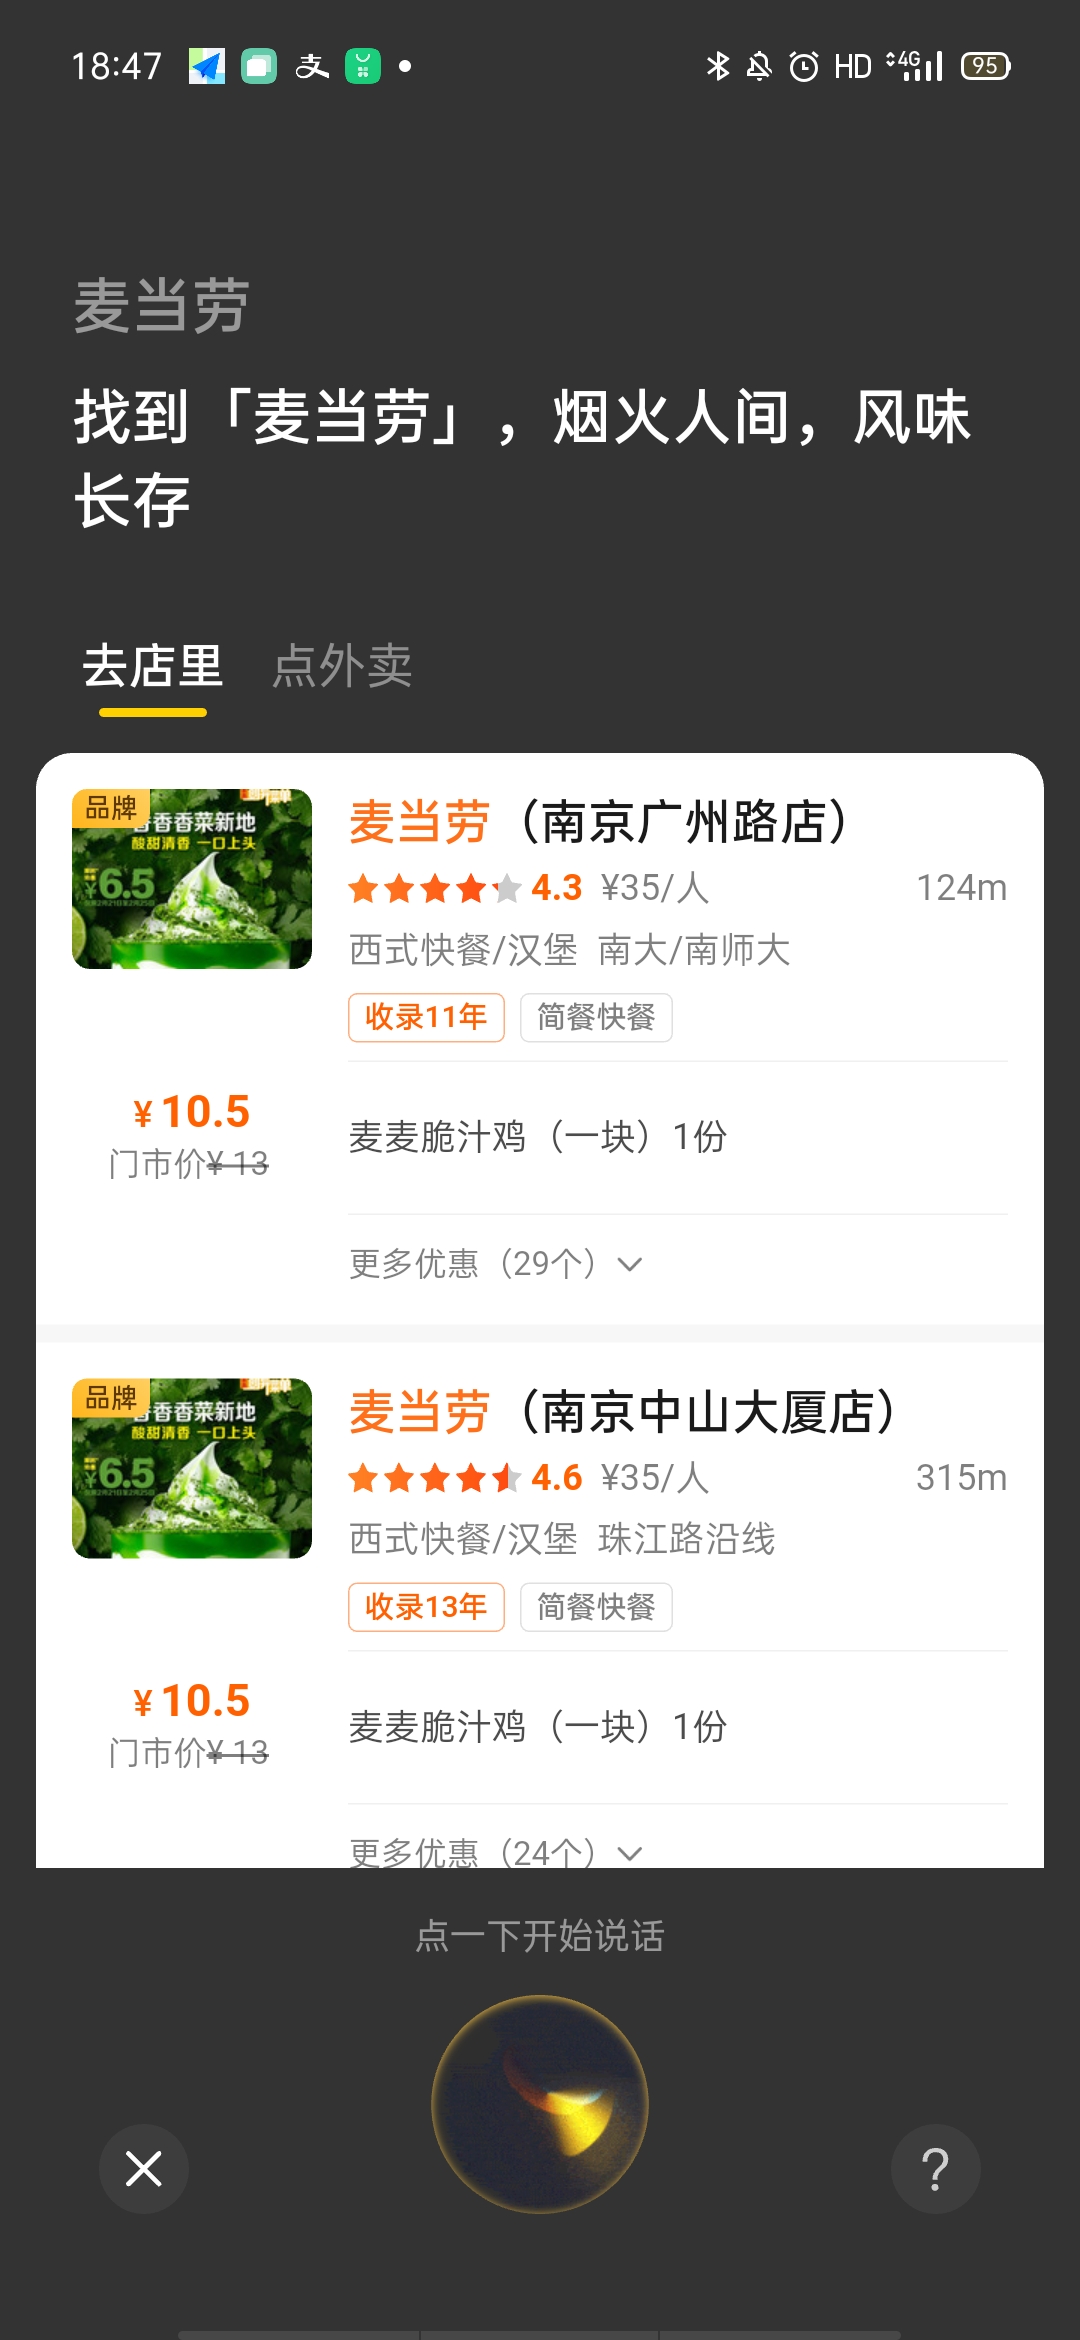 18:47
HD 4G 95
麦当劳
找到「麦当劳」，烟火人间，风味
长存
去店里 点外卖
品牌
香香香菜新地
酸甜清香 一口上头
¥6.5
麦当劳（南京广州路店）
4.3 ¥35/人 124m
西式快餐/汉堡 南大/南师大
收录11年 简餐快餐
¥10.5
门市价¥13
麦麦脆汁鸡（一块）1份
更多优惠（29个）
品牌
香香香菜新地
酸甜清香 一口上头
¥6.5
麦当劳（南京中山大厦店）
4.6 ¥35/人 315m
西式快餐/汉堡 珠江路沿线
收录13年 简餐快餐
¥10.5
门市价¥13
麦麦脆汁鸡（一块）1份
更多优惠（24个）
点一下开始说话
?